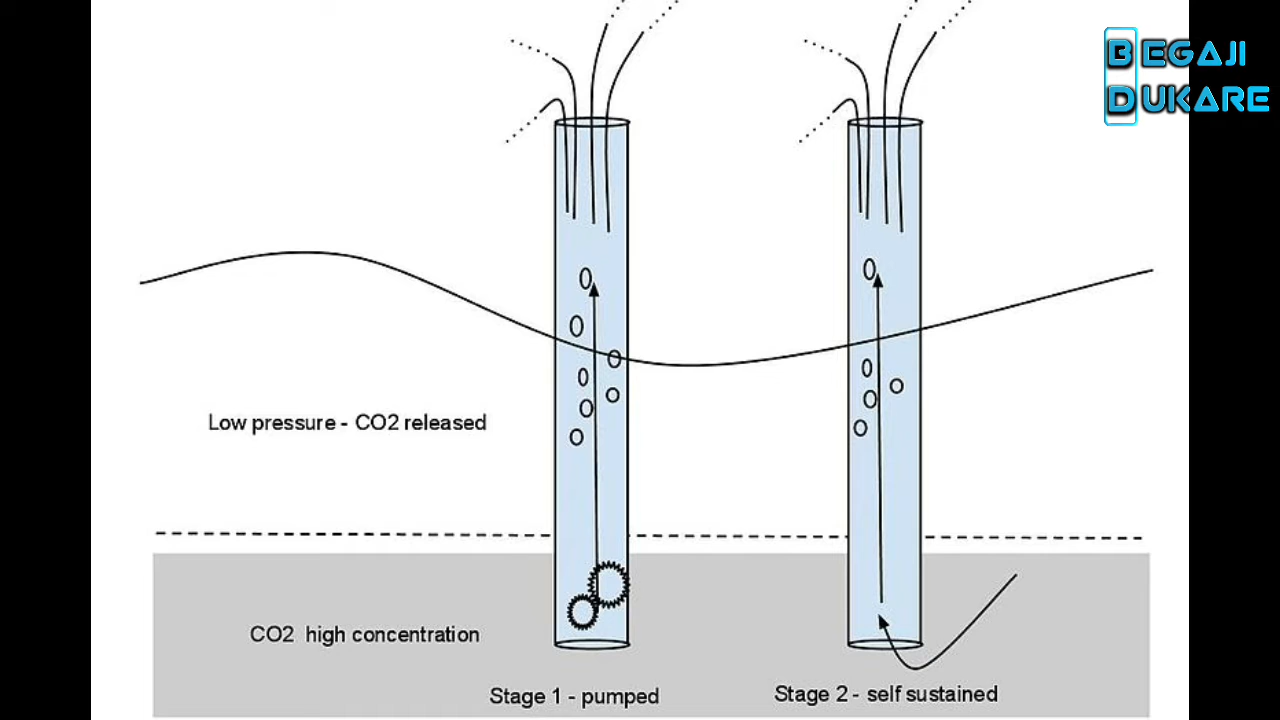 BEGAJI
DUKARE
Low pressure - CO2 released
CO2 high concentration
Stage 1 - pumped
Stage 2 - self sustained